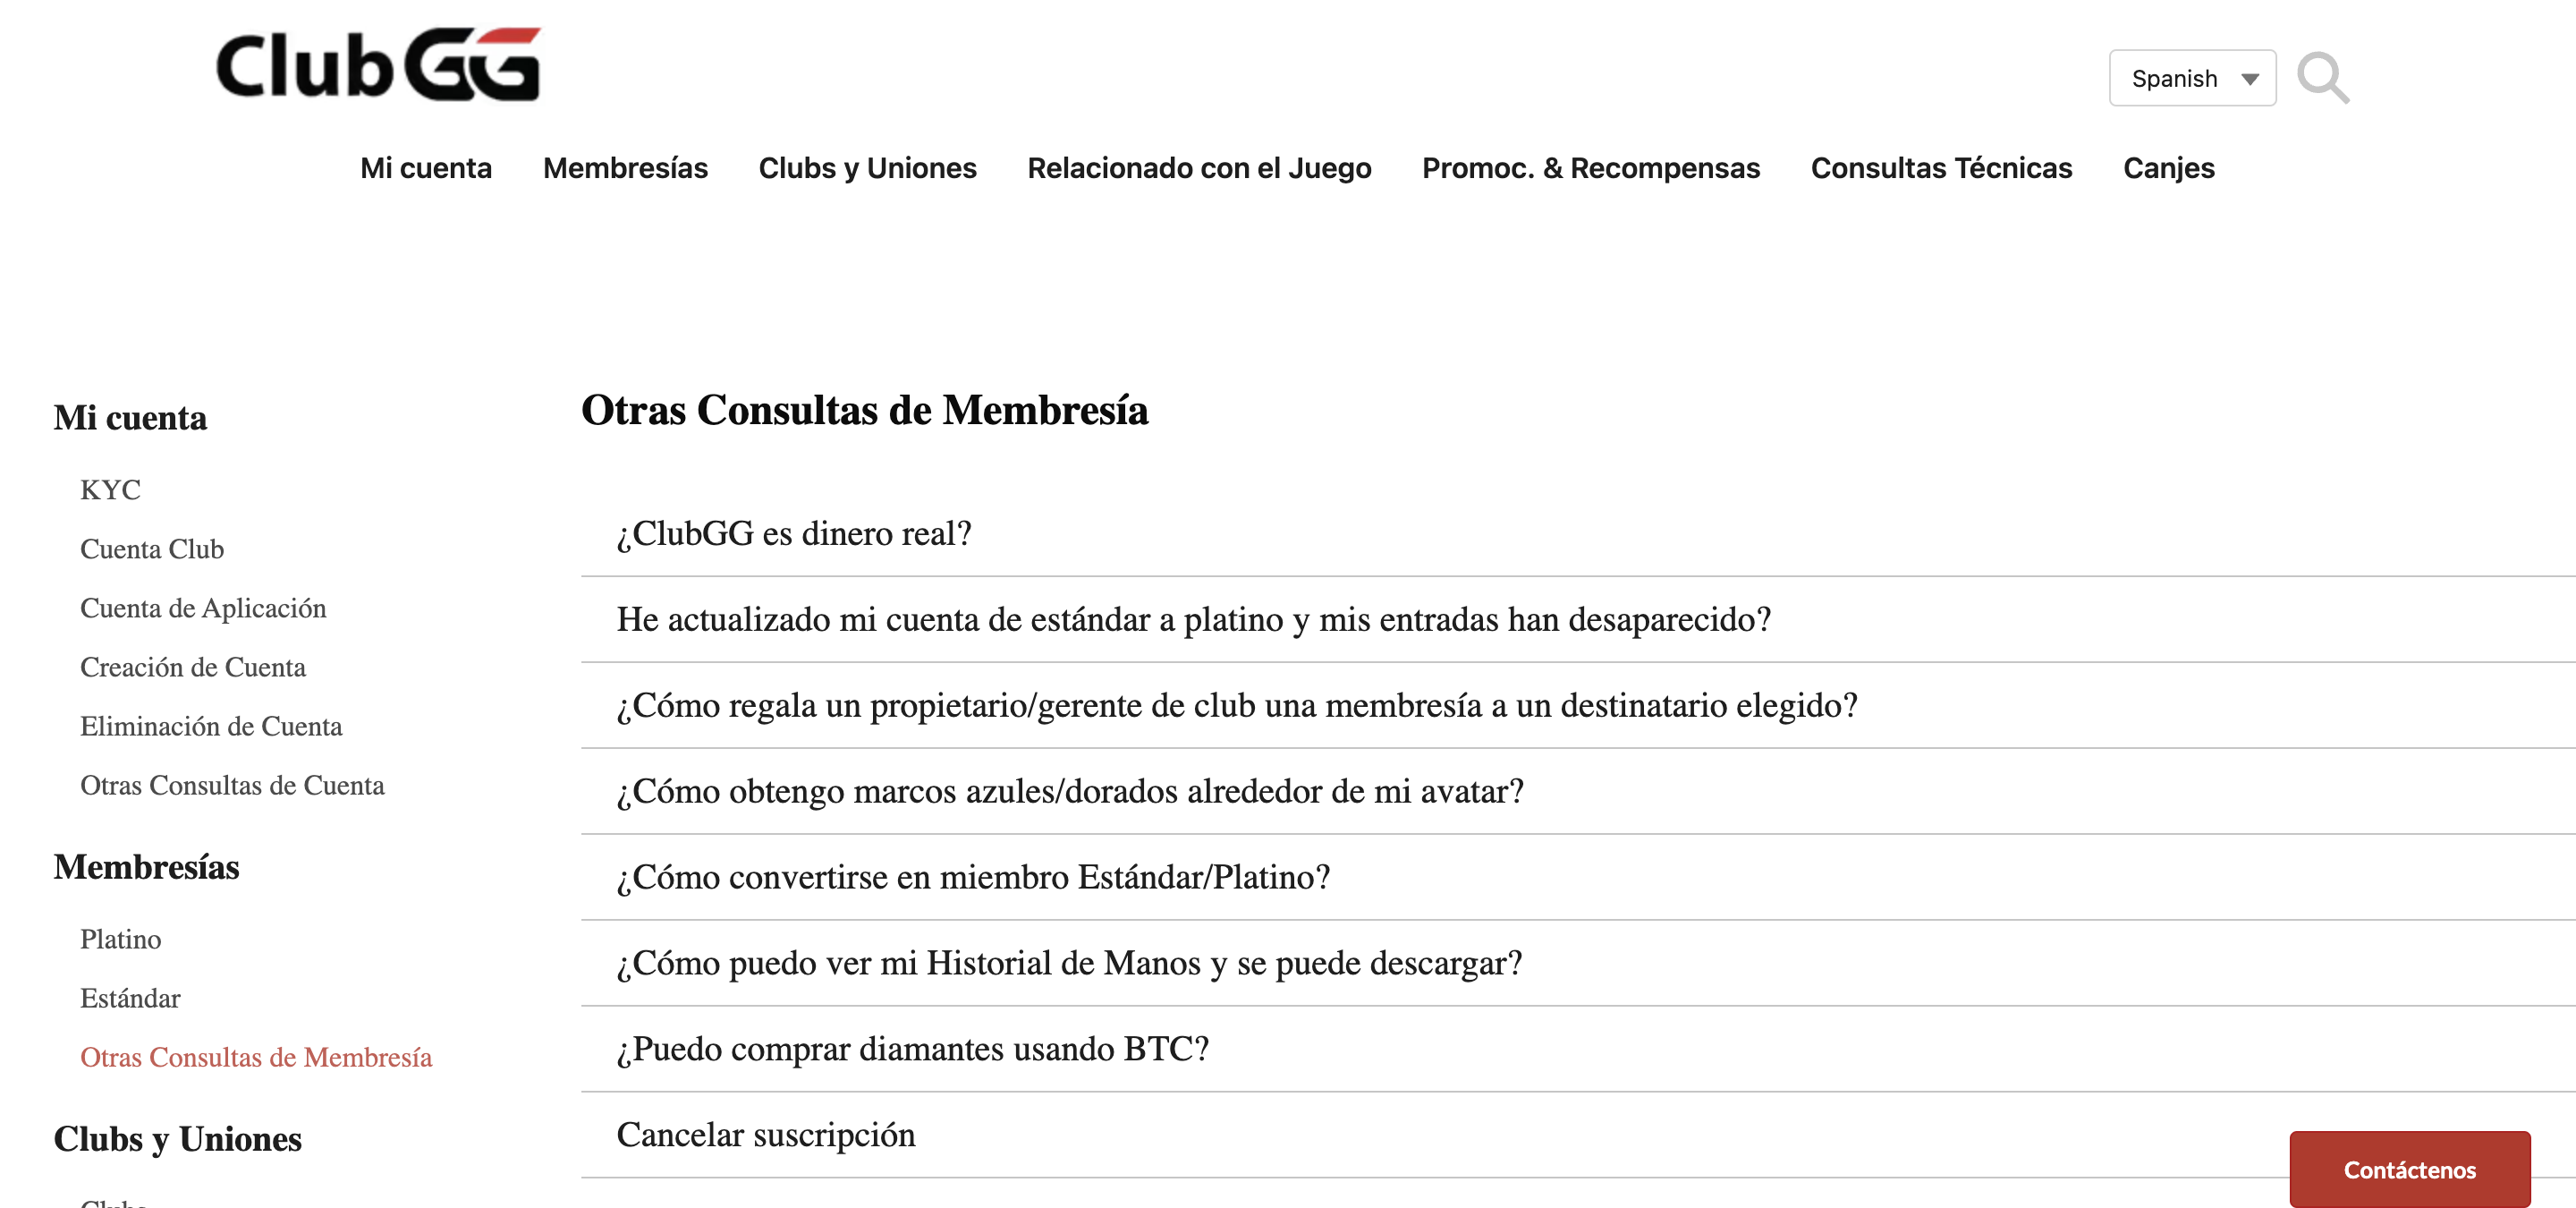 ClubGG
Spanish
Mi cuenta
Membresías
Clubs y Uniones
Relacionado con el Juego
Promoc. & Recompensas
Consultas Técnicas
Canjes
Mi cuenta
KYC
Cuenta Club
Cuenta de Aplicación
Creación de Cuenta
Eliminación de Cuenta
Otras Consultas de Cuenta
Membresías
Platino
Estándar
Otras Consultas de Membresía
Clubs y Uniones
Otras Consultas de Membresía
¿ClubGG es dinero real?
He actualizado mi cuenta de estándar a platino y mis entradas han desaparecido?
¿Cómo regala un propietario/gerente de club una membresía a un destinatario elegido?
¿Cómo obtengo marcos azules/dorados alrededor de mi avatar?
¿Cómo convertirse en miembro Estándar/Platino?
¿Cómo puedo ver mi Historial de Manos y se puede descargar?
¿Puedo comprar diamantes usando BTC?
Cancelar suscripción
Contáctenos